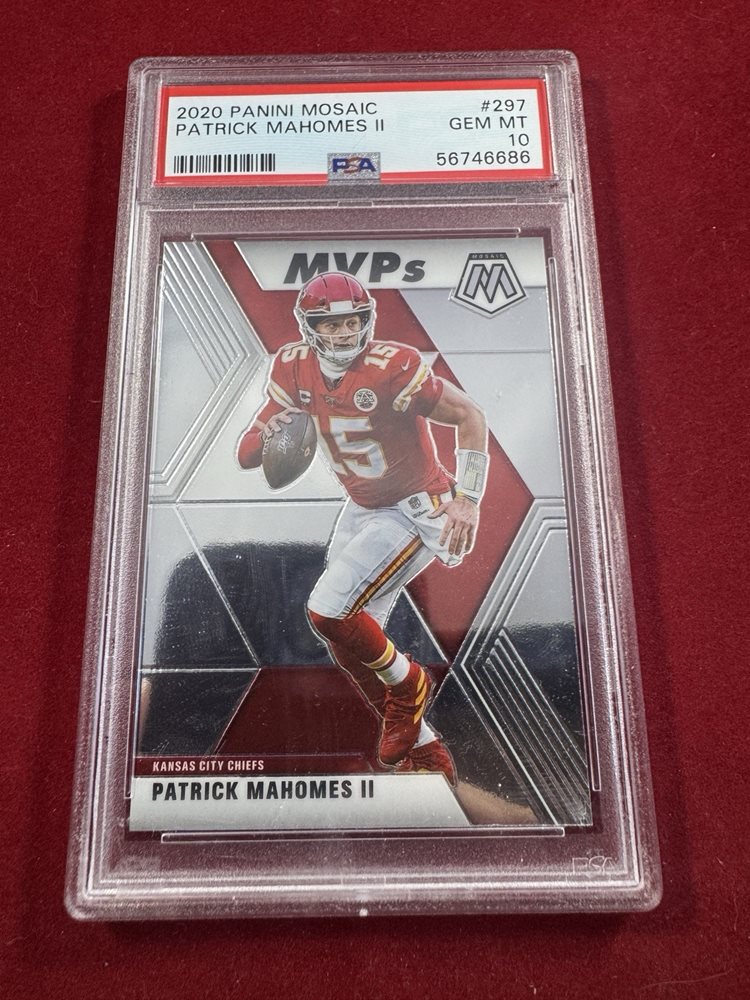 2020 PANINI MOSAIC #297
PATRICK MAHOMES II GEM MT
10
PSA 56746686
MVPs
MOSAIC
M
15
15
KANSAS CITY CHIEFS
PATRICK MAHOMES II